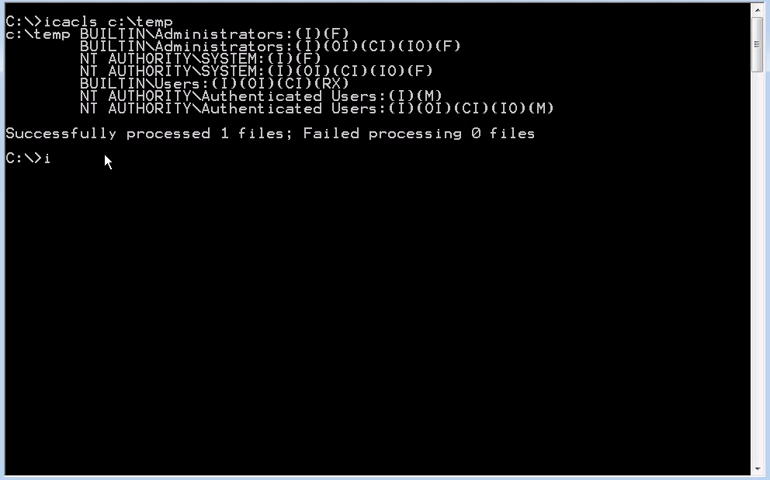 C:\>icacls c:\temp
c:\temp BUILTIN\Administrators:(I)(F)
BUILTIN\Administrators:(I)(OI)(CI)(IO)(F)
NT AUTHORITY\SYSTEM:(I)(F)
NT AUTHORITY\SYSTEM:(I)(OI)(CI)(IO)(F)
BUILTIN\Users:(I)(OI)(CI)(RX)
NT AUTHORITY\Authenticated Users:(I)(M)
NT AUTHORITY\Authenticated Users:(I)(OI)(CI)(IO)(M)
Successfully processed 1 files; Failed processing 0 files
C:\>i